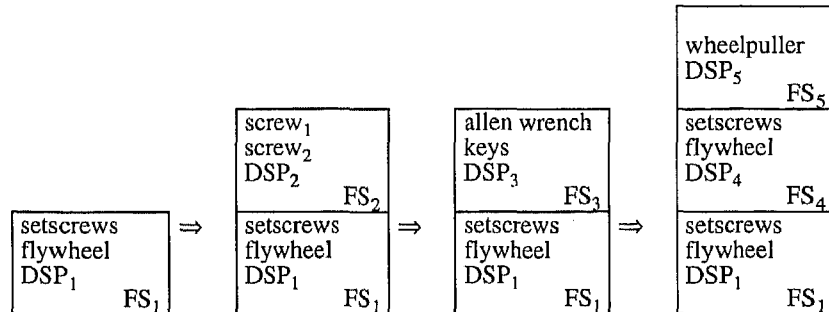 setscrews
flywheel
DSP₁
FS₁
⇒
screw₁
screw₂
DSP₂
FS₂
setscrews
flywheel
DSP₁
FS₁
⇒
allen wrench
keys
DSP₃
FS₃
setscrews
flywheel
DSP₁
FS₁
⇒
wheelpuller
DSP₅
FS₅
setscrews
flywheel
DSP₄
FS₄
setscrews
flywheel
DSP₁
FS₁